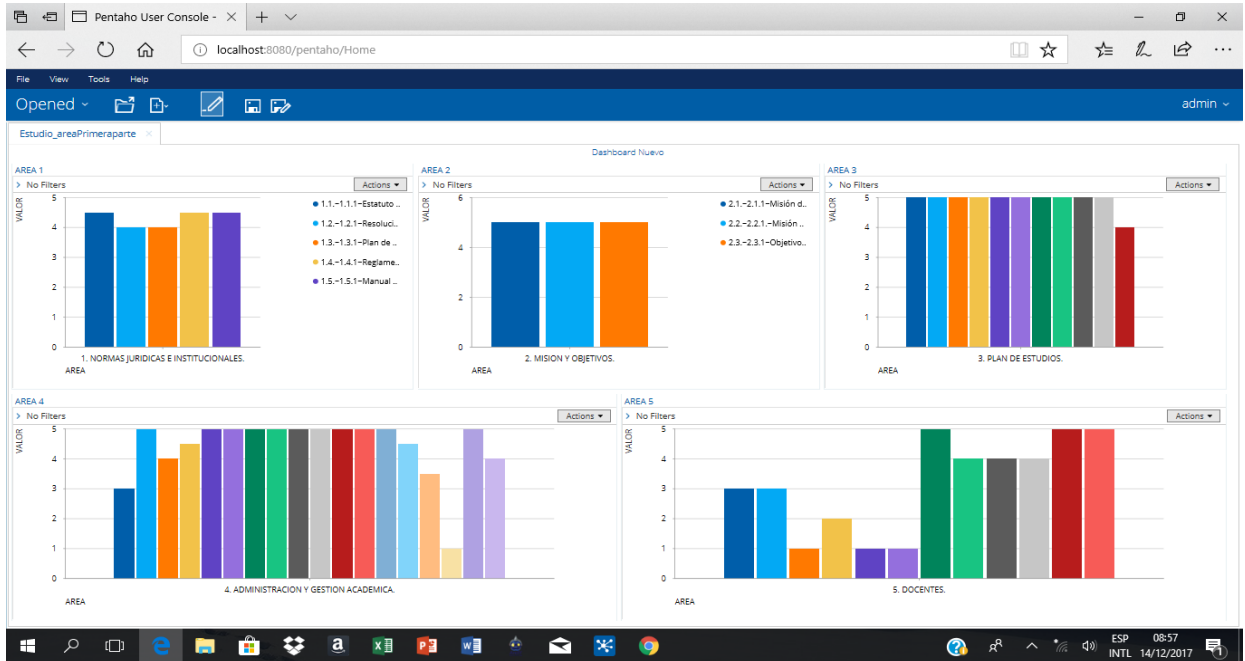 Pentaho User Console -
localhost:8080/pentaho/Home
File View Tools Help
Opened
admin
Estudio_areaPrimeraparte
Dashboard Nuevo
AREA 1
No Filters
Actions
VALOR
5
4
3
2
1
0
1. NORMAS JURIDICAS E INSTITUCIONALES.
AREA
1.1.~1.1.1~Estatuto ..
1.2.~1.2.1~Resoluci..
1.3.~1.3.1~Plan de ..
1.4.~1.4.1~Reglame..
1.5.~1.5.1~Manual ..
AREA 2
No Filters
Actions
VALOR
6
4
2
0
2. MISION Y OBJETIVOS.
AREA
2.1.~2.1.1~Misión d..
2.2.~2.2.1.~Misión ..
2.3.~2.3.1~Objetivo..
AREA 3
No Filters
Actions
VALOR
5
4
3
2
1
0
3. PLAN DE ESTUDIOS.
AREA
AREA 4
No Filters
Actions
VALOR
5
4
3
2
1
0
4. ADMINISTRACION Y GESTION ACADEMICA.
AREA
AREA 5
No Filters
Actions
VALOR
5
4
3
2
1
0
5. DOCENTES.
AREA
ESP 08:57
INTL 14/12/2017